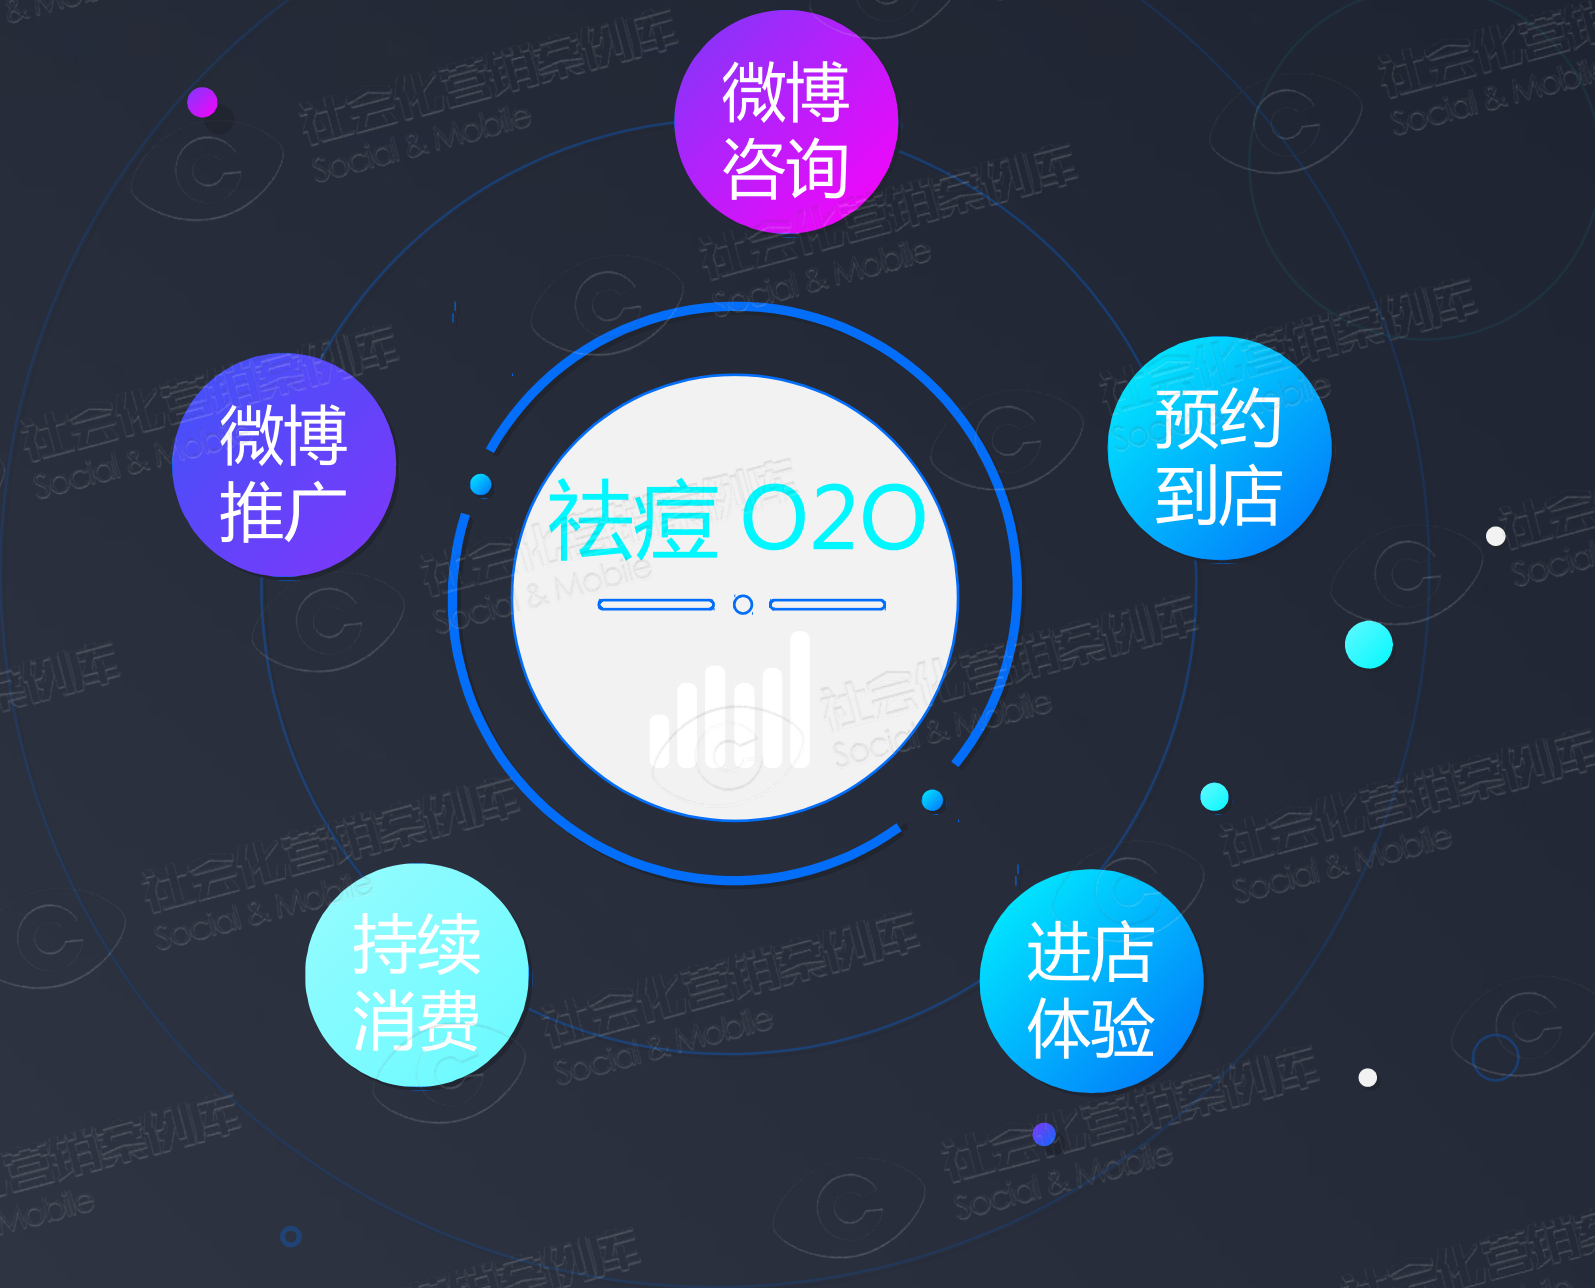 微博
咨询
微博
推广
预约
到店
祛痘 O2O
持续
消费
进店
体验
社会化营销案例库
Social & Mobile